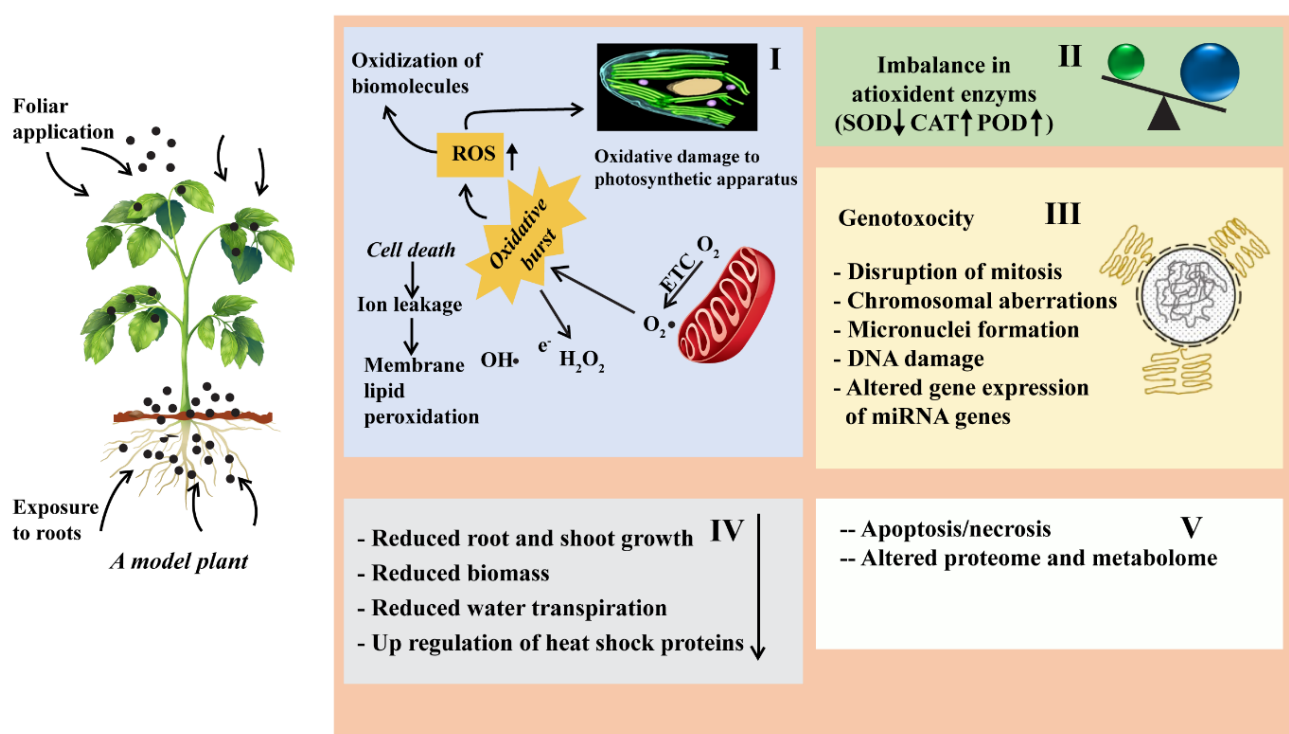 Foliar
application
Exposure
to roots
A model plant
I
Oxidization of
biomolecules
ROS
Oxidative damage to
photosynthetic apparatus
Oxidative
burst
Cell death
Ion leakage
Membrane
lipid
peroxidation
ETC
O₂
O₂•
OH•
e⁻
H₂O₂
II
Imbalance in
atioxident enzyms
(SOD↓CAT↑POD↑)
III
Genotoxocity
- Disruption of mitosis
- Chromosomal aberrations
- Micronuclei formation
- DNA damage
- Altered gene expression
of miRNA genes
IV
- Reduced root and shoot growth
- Reduced biomass
- Reduced water transpiration
- Up regulation of heat shock proteins
V
-- Apoptosis/necrosis
-- Altered proteome and metabolome